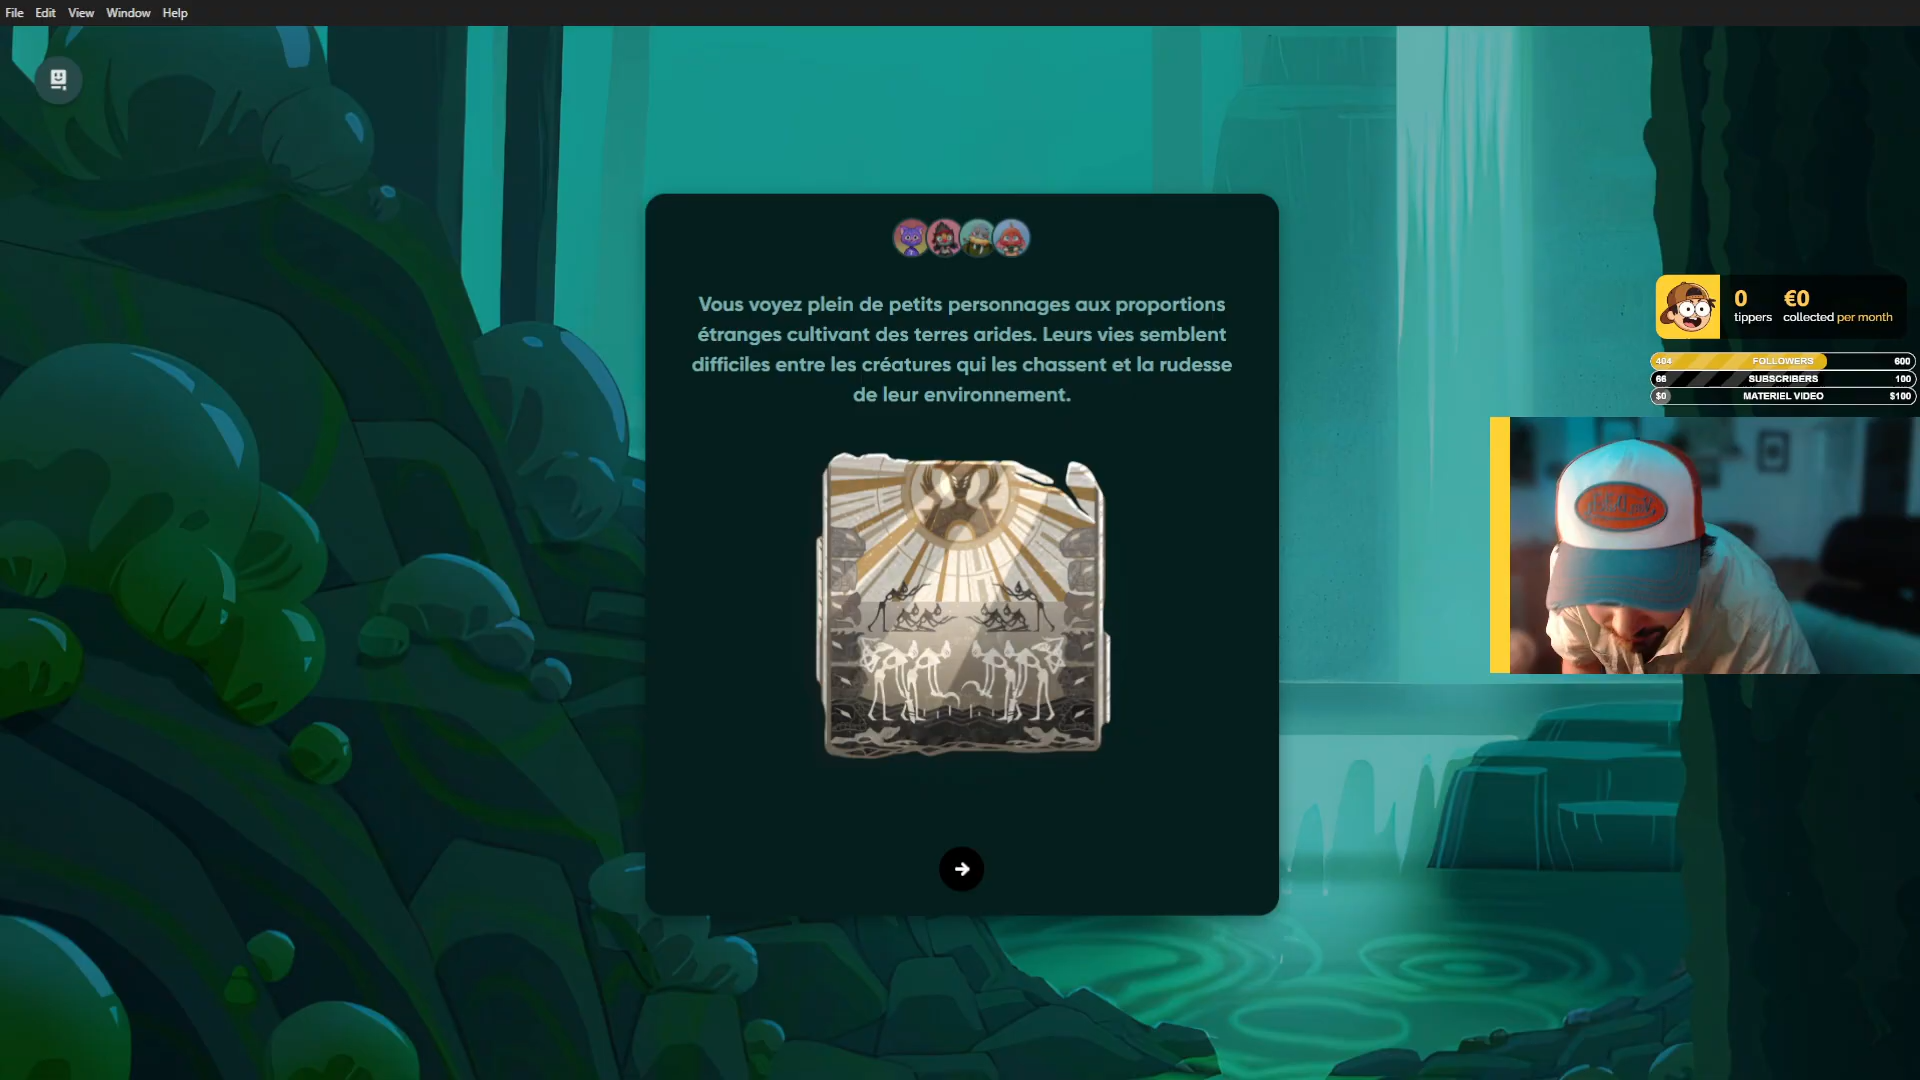 File Edit View Window Help
Vous voyez plein de petits personnages aux proportions
étranges cultivant des terres arides. Leurs vies semblent
difficiles entre les créatures qui les chassent et la rudesse
de leur environnement.
0 €0
tippers collected per month
404 FOLLOWERS 600
66 SUBSCRIBERS 100
$0 MATERIEL VIDEO $100